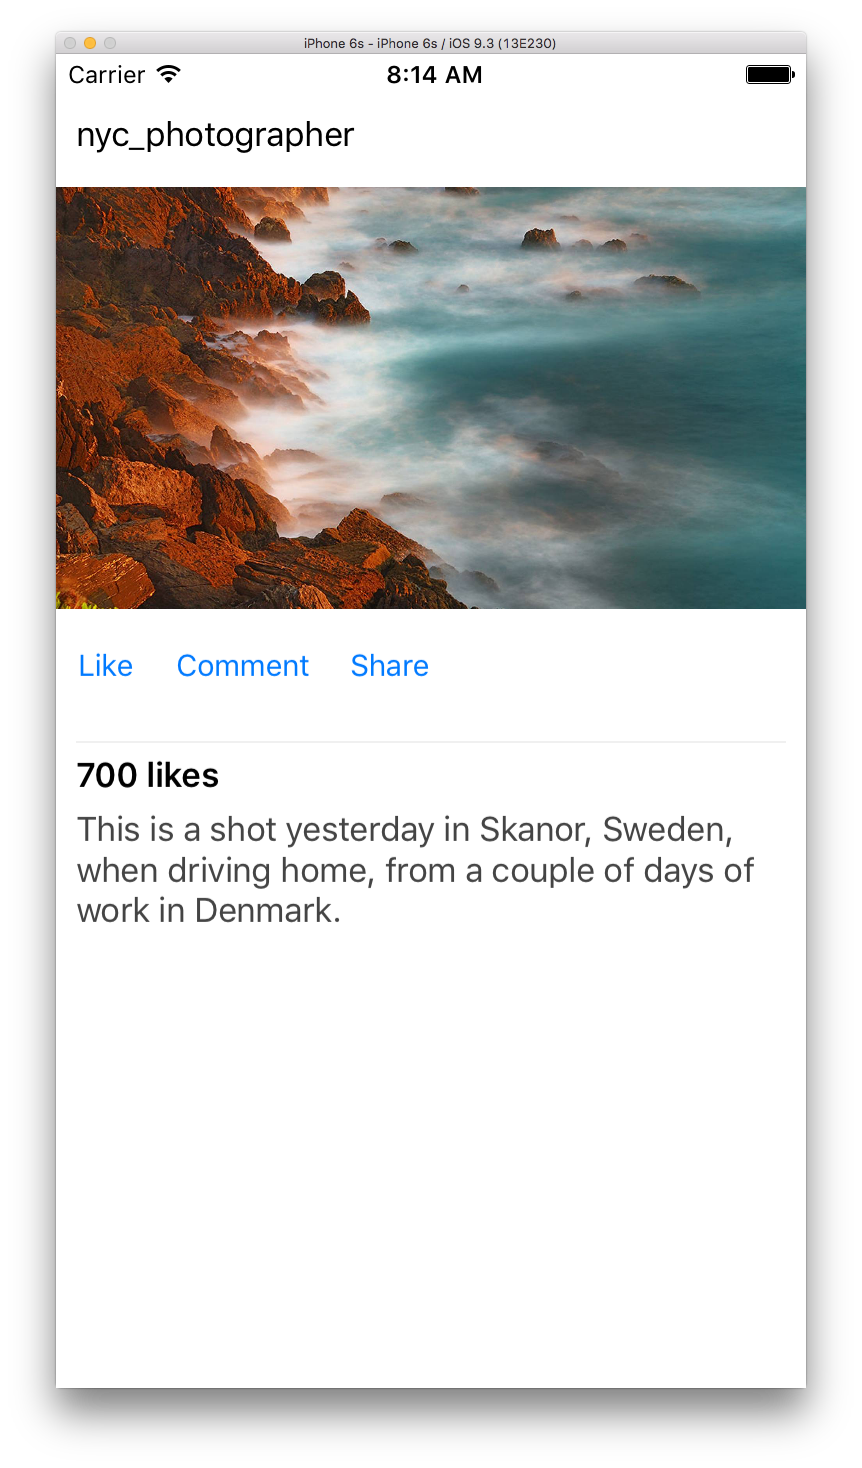 iPhone 6s - iPhone 6s / iOS 9.3 (13E230)
Carrier 8:14 AM
nyc_photographer
Like Comment Share
700 likes
This is a shot yesterday in Skanor, Sweden,
when driving home, from a couple of days of
work in Denmark.